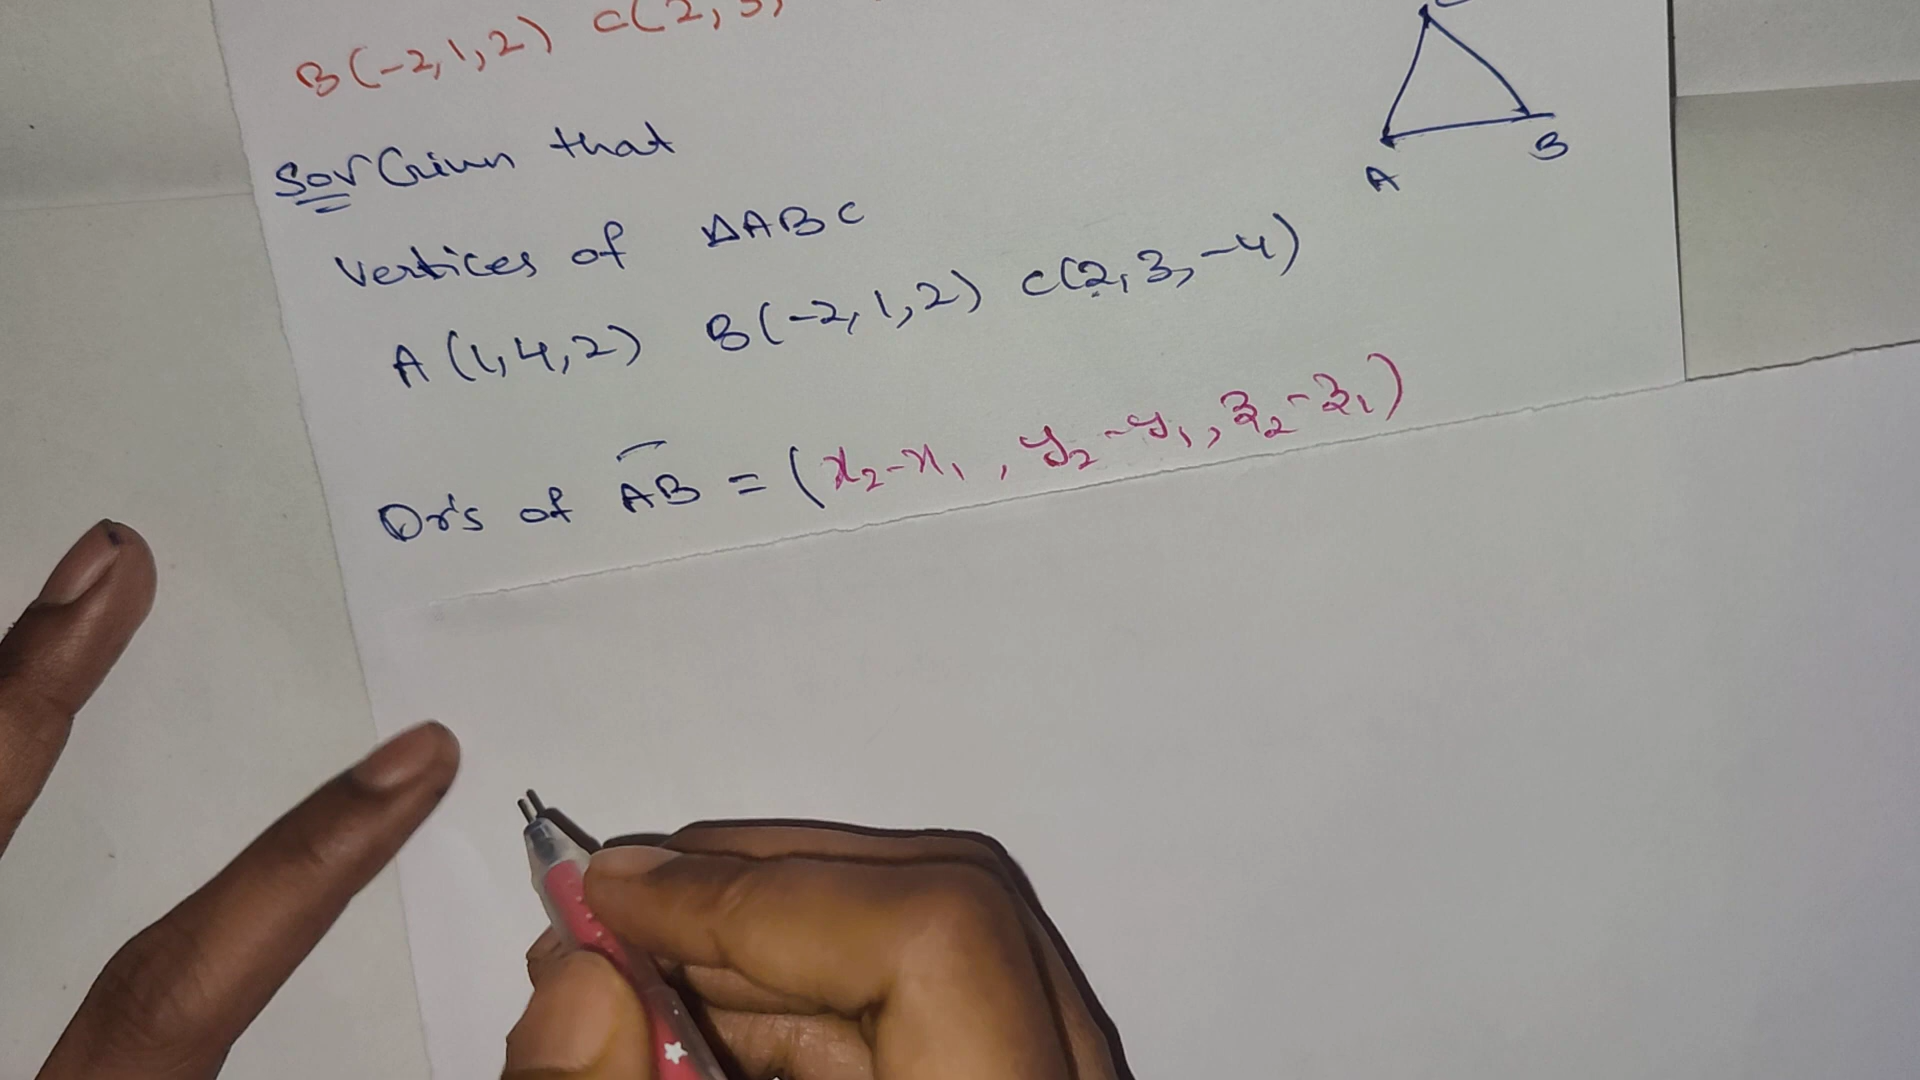 B(-2,1,2) C(2,3,
Sol Given that
vertices of ΔABC
A(1,4,2) B(-2,1,2) C(2,3,-4)
Dr's of AB = (x₂-x₁, y₂-y₁, z₂-z₁)
A
B